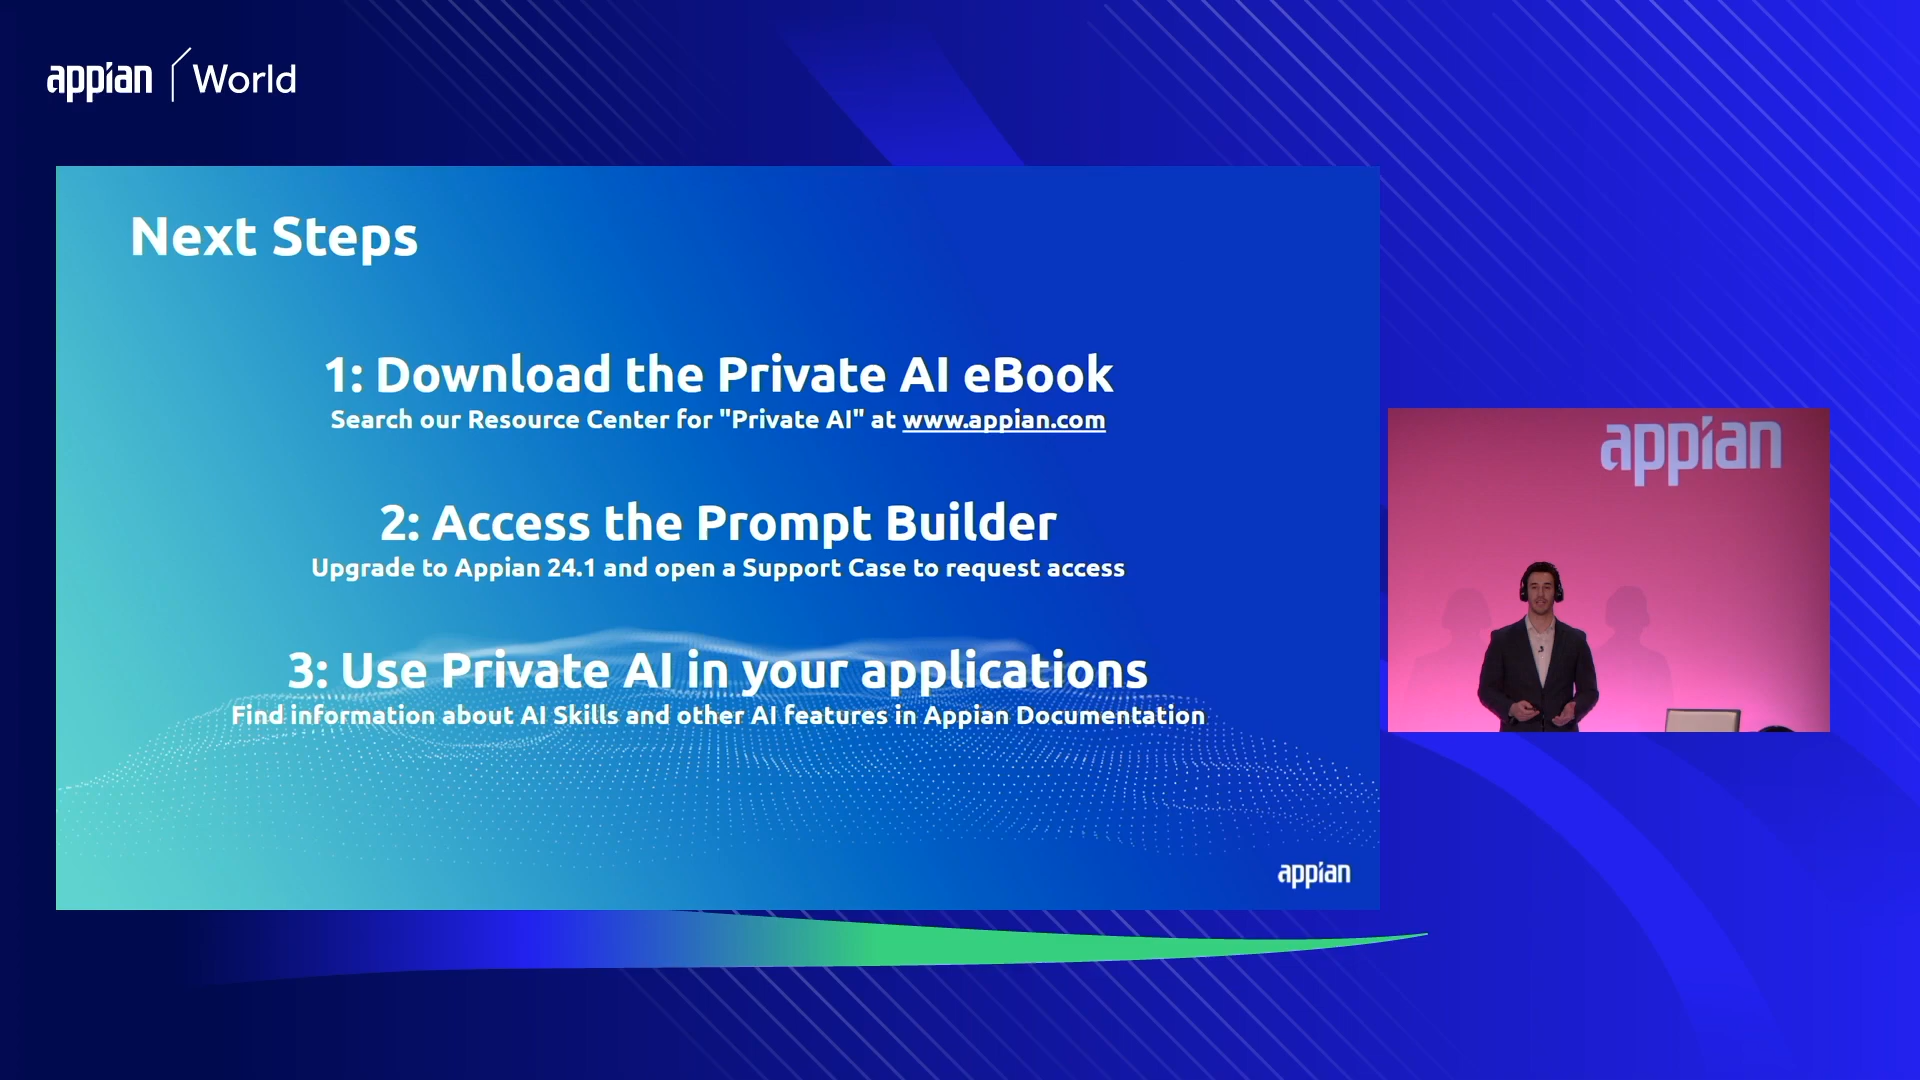 appian World
Next Steps
1: Download the Private AI eBook
Search our Resource Center for "Private AI" at www.appian.com
2: Access the Prompt Builder
Upgrade to Appian 24.1 and open a Support Case to request access
3: Use Private AI in your applications
Find information about AI Skills and other AI features in Appian Documentation
appian
appian